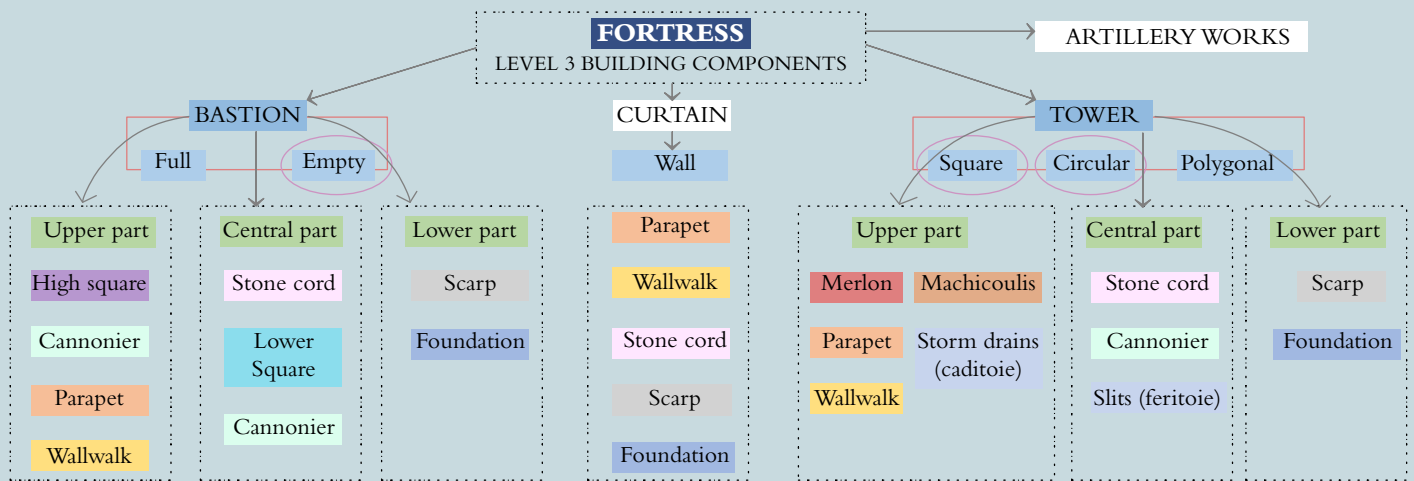 FORTRESS
LEVEL 3 BUILDING COMPONENTS
ARTILLERY WORKS
BASTION
CURTAIN
TOWER
Full
Empty
Wall
Square
Circular
Polygonal
Upper part
High square
Cannonier
Parapet
Wallwalk
Central part
Stone cord
Lower
Square
Cannonier
Lower part
Scarp
Foundation
Parapet
Wallwalk
Stone cord
Scarp
Foundation
Upper part
Merlon
Parapet
Wallwalk
Machicoulis
Storm drains
(caditoie)
Central part
Stone cord
Cannonier
Slits (feritoie)
Lower part
Scarp
Foundation